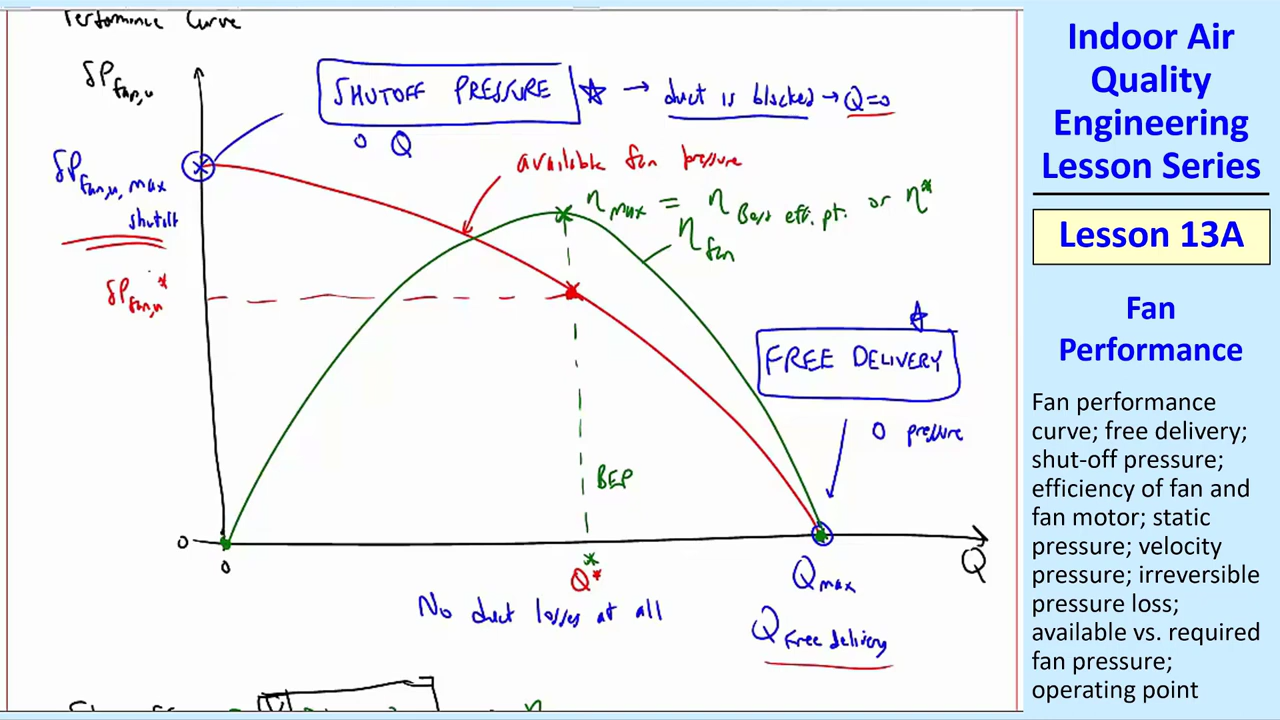 Performance Curve
δP fan,u
SHUTOFF PRESSURE ☆ → duct is blocked → Q=0
0 Q
available fan pressure
δP fan,u,max
shutoff
η max = η Best eff. pt. or η*
η fan
δP fan,u*
FREE DELIVERY
0 pressure
BEP
0
0
Q*
Q max
Q
No duct losses at all
Q Free delivery
Indoor Air
Quality
Engineering
Lesson Series
Lesson 13A
Fan
Performance
Fan performance
curve; free delivery;
shut-off pressure;
efficiency of fan and
fan motor; static
pressure; velocity
pressure; irreversible
pressure loss;
available vs. required
fan pressure;
operating point